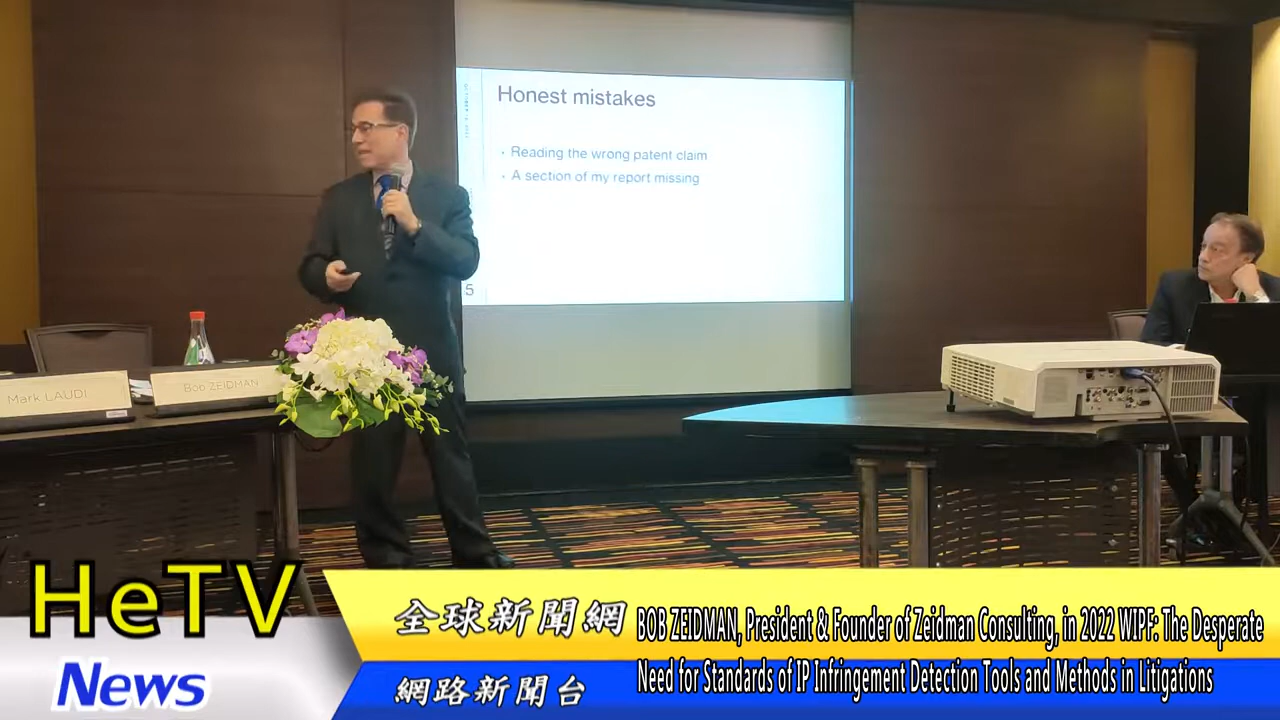 Honest mistakes
· Reading the wrong patent claim
· A section of my report missing
5
Mark LAUDI
Bob ZEIDMAN
HeTV
News
全球新聞網
網路新聞台
BOB ZEIDMAN, President & Founder of Zeidman Consulting, in 2022 WIPF: The Desperate
Need for Standards of IP Infringement Detection Tools and Methods in Litigations